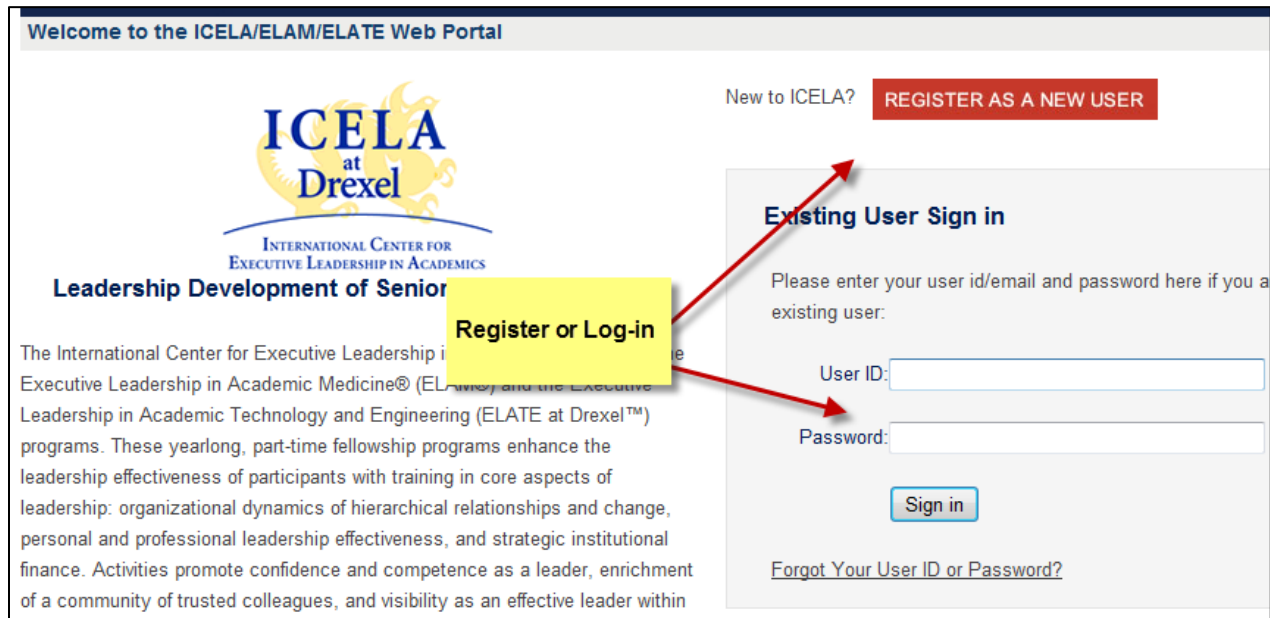 Welcome to the ICELA/ELAM/ELATE Web Portal
ICELA
at
Drexel
INTERNATIONAL CENTER FOR
EXECUTIVE LEADERSHIP IN ACADEMICS
Leadership Development of Senior
The International Center for Executive Leadership i
Executive Leadership in Academic Medicine® (ELAM®) and the Executive
Leadership in Academic Technology and Engineering (ELATE at Drexel™)
programs. These yearlong, part-time fellowship programs enhance the
leadership effectiveness of participants with training in core aspects of
leadership: organizational dynamics of hierarchical relationships and change,
personal and professional leadership effectiveness, and strategic institutional
finance. Activities promote confidence and competence as a leader, enrichment
of a community of trusted colleagues, and visibility as an effective leader within
Register or Log-in
New to ICELA? REGISTER AS A NEW USER
Existing User Sign in
Please enter your user id/email and password here if you a
existing user:
User ID:
Password:
Sign in
Forgot Your User ID or Password?